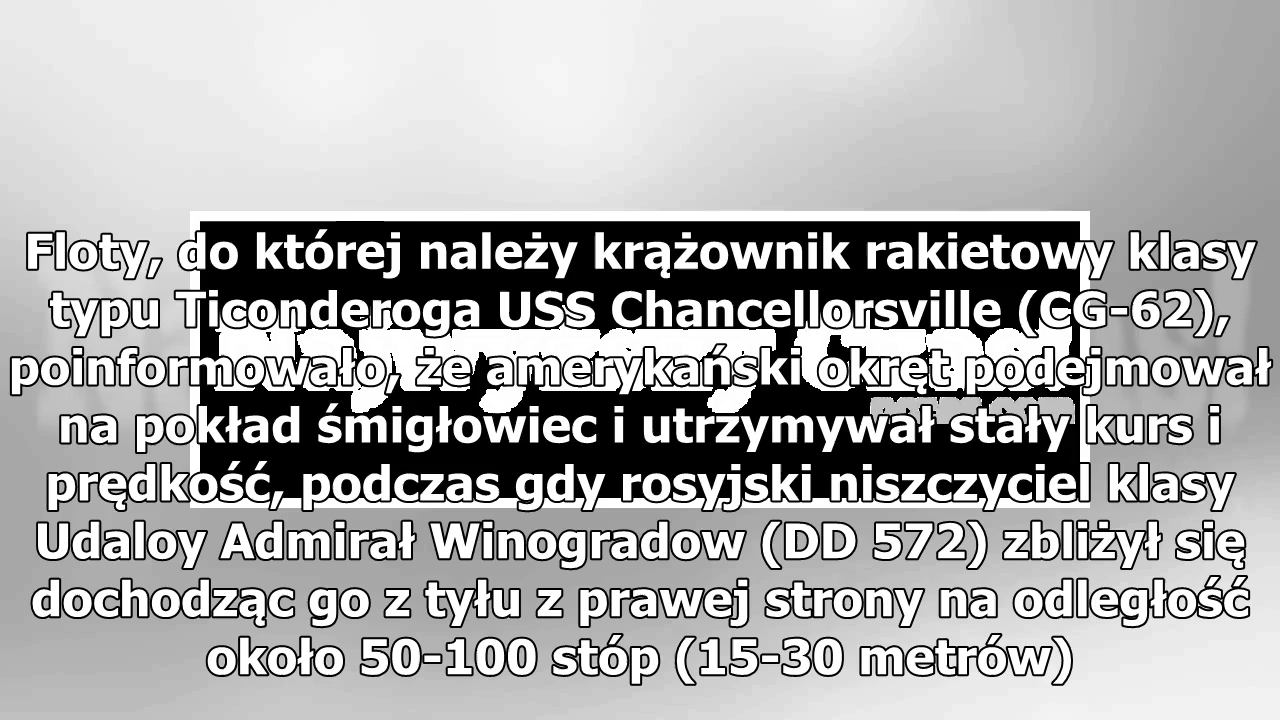 Floty, do której należy krążownik rakietowy klasy
typu Ticonderoga USS Chancellorsville (CG-62),
poinformowało, że amerykański okręt podejmował
na pokład śmigłowiec i utrzymywał stały kurs i
prędkość, podczas gdy rosyjski niszczyciel klasy
Udaloy Admirał Winogradow (DD 572) zbliżył się
dochodząc go z tyłu z prawej strony na odległość
około 50-100 stóp (15-30 metrów)